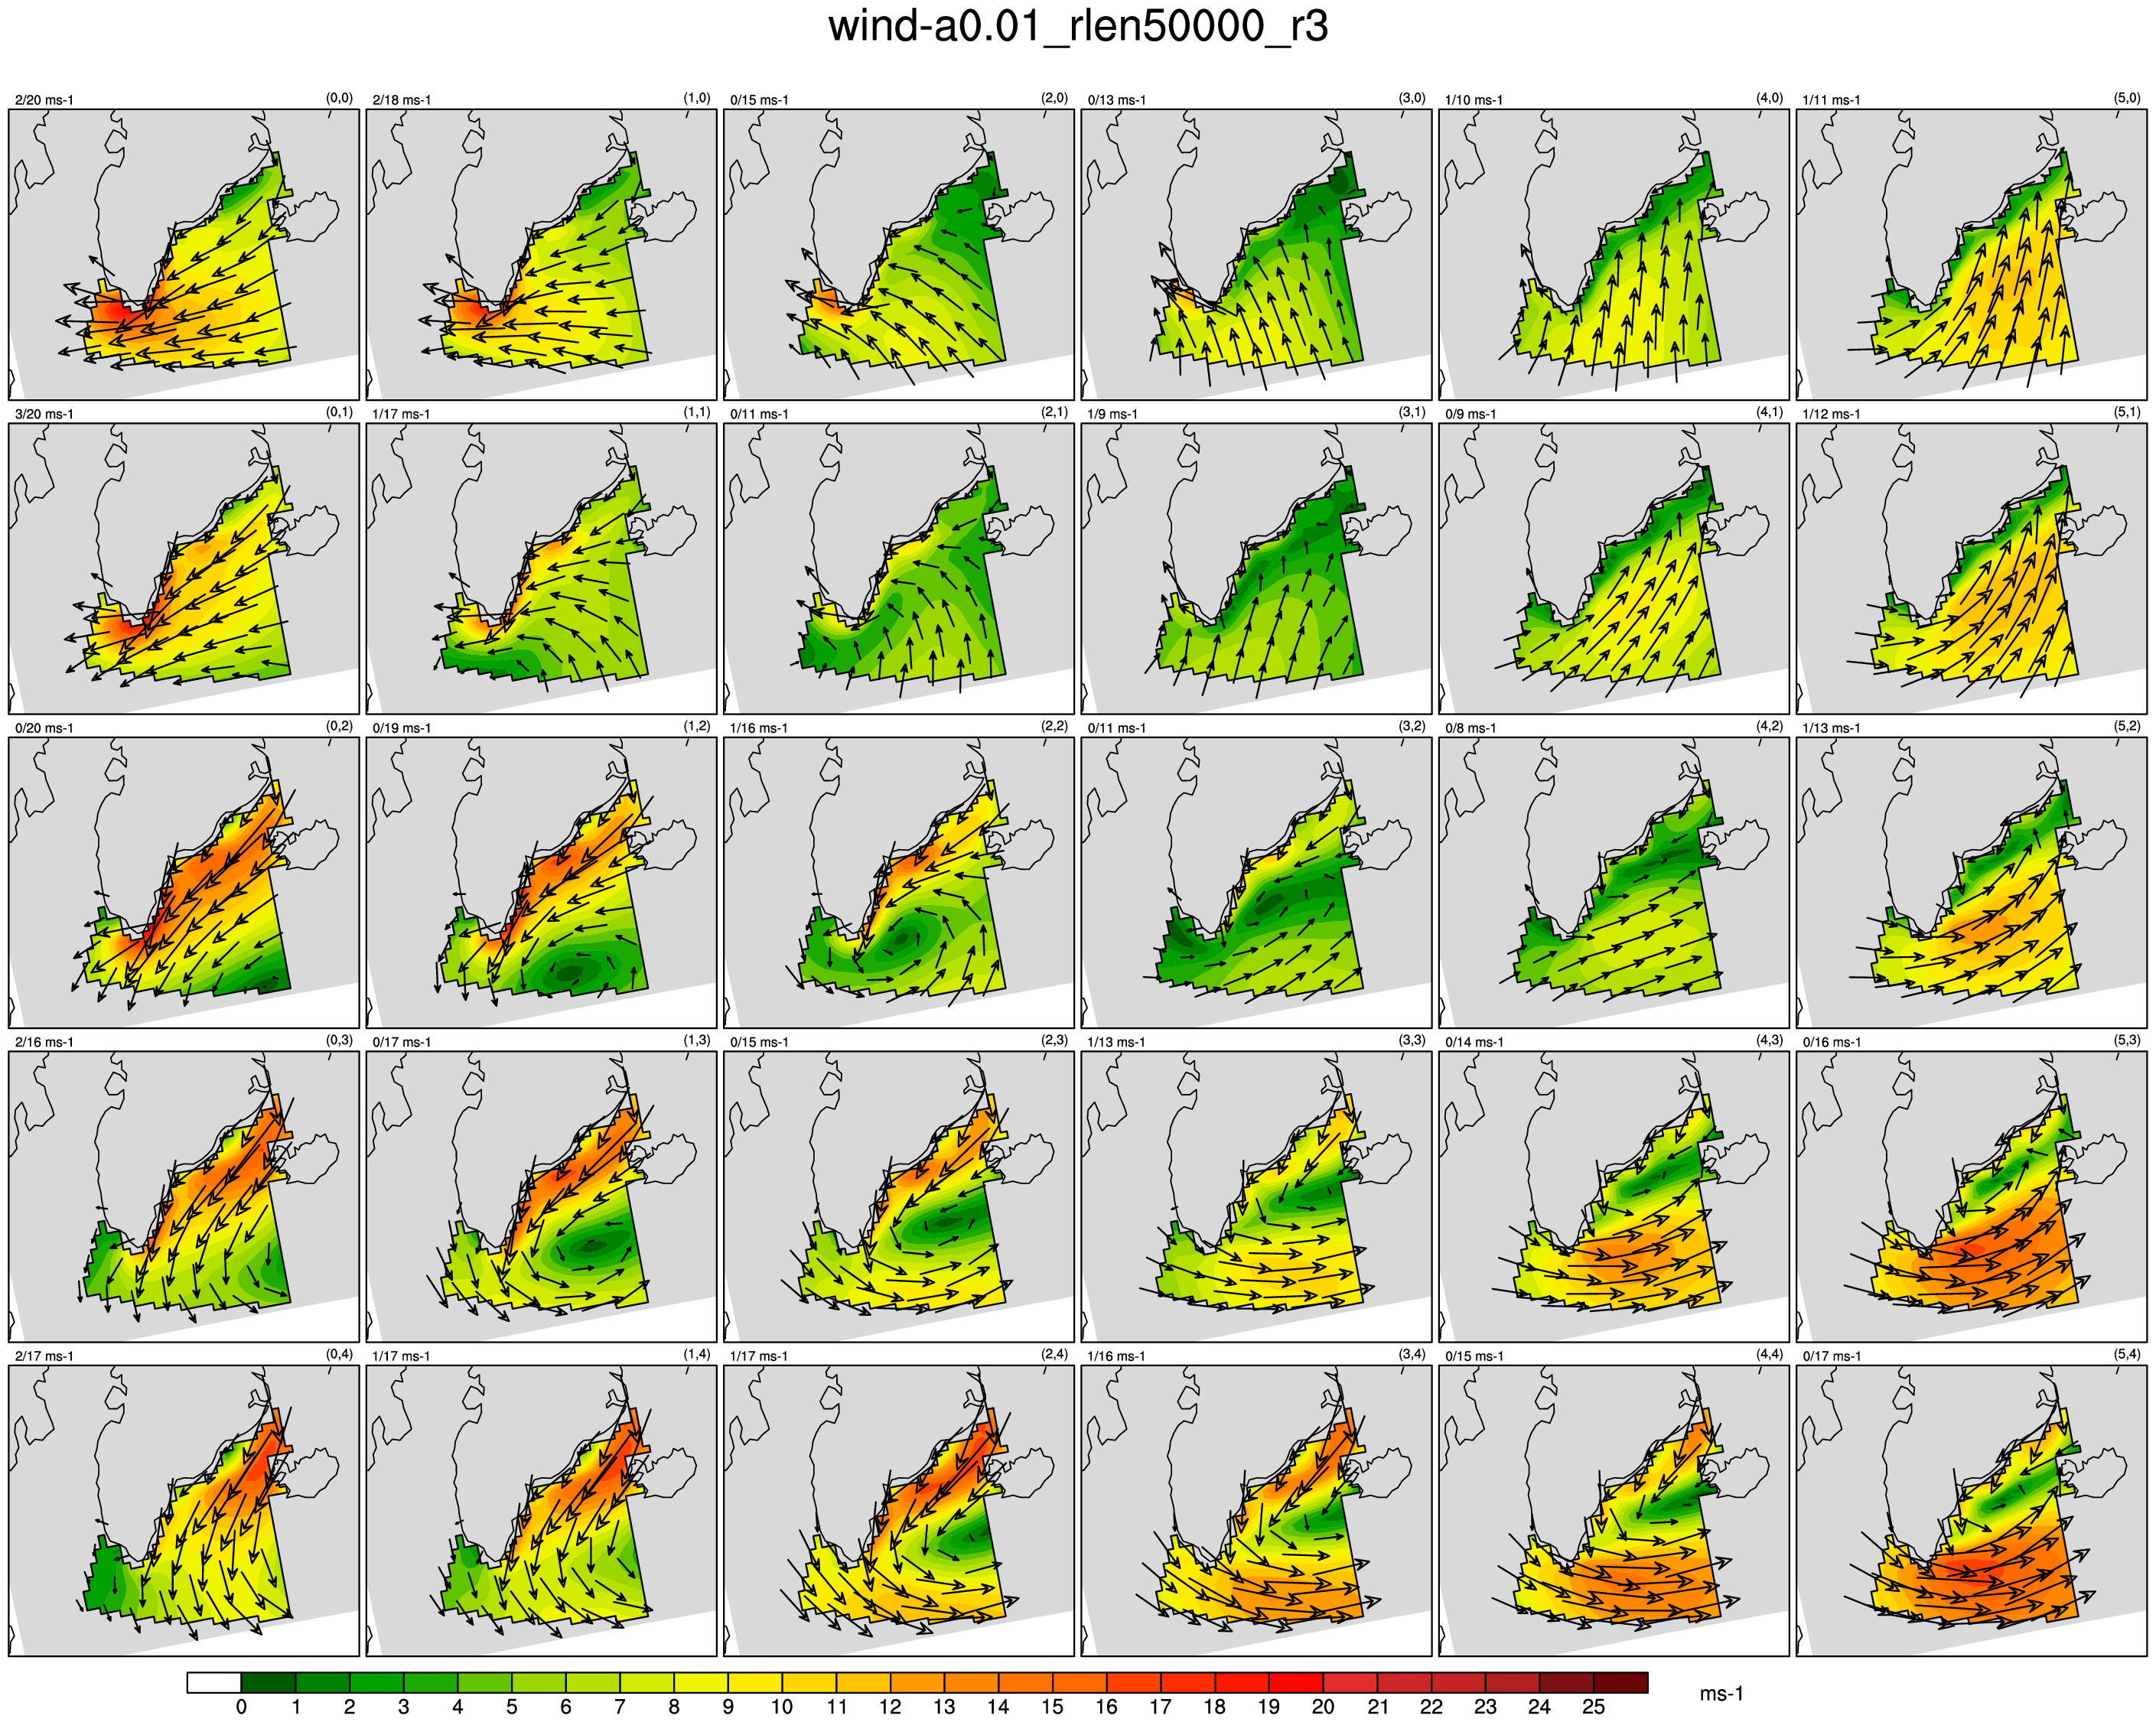 wind-a0.01_rlen50000_r3
2/20 ms-1 (0,0) 2/18 ms-1 (1,0) 0/15 ms-1 (2,0) 0/13 ms-1 (3,0) 1/10 ms-1 (4,0) 1/11 ms-1 (5,0)
3/20 ms-1 (0,1) 1/17 ms-1 (1,1) 0/11 ms-1 (2,1) 1/9 ms-1 (3,1) 0/9 ms-1 (4,1) 1/12 ms-1 (5,1)
0/20 ms-1 (0,2) 0/19 ms-1 (1,2) 1/16 ms-1 (2,2) 0/11 ms-1 (3,2) 0/8 ms-1 (4,2) 1/13 ms-1 (5,2)
2/16 ms-1 (0,3) 0/17 ms-1 (1,3) 0/15 ms-1 (2,3) 1/13 ms-1 (3,3) 0/14 ms-1 (4,3) 0/16 ms-1 (5,3)
2/17 ms-1 (0,4) 1/17 ms-1 (1,4) 1/17 ms-1 (2,4) 1/16 ms-1 (3,4) 0/15 ms-1 (4,4) 0/17 ms-1 (5,4)
0 1 2 3 4 5 6 7 8 9 10 11 12 13 14 15 16 17 18 19 20 21 22 23 24 25 ms-1